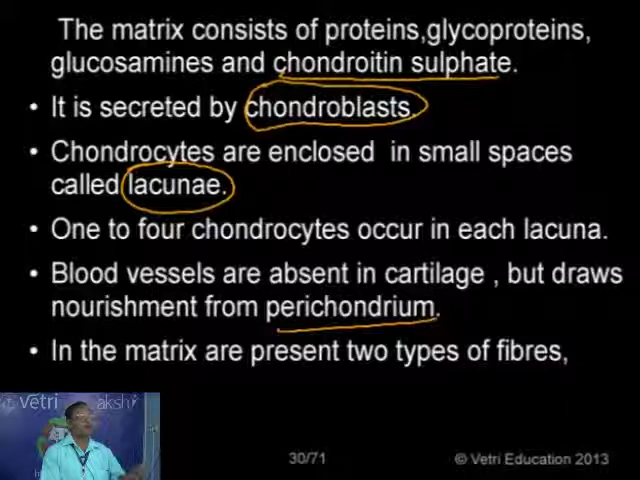 The matrix consists of proteins,glycoproteins,
glucosamines and chondroitin sulphate.
• It is secreted by chondroblasts.
• Chondrocytes are enclosed in small spaces
called lacunae.
• One to four chondrocytes occur in each lacuna.
• Blood vessels are absent in cartilage , but draws
nourishment from perichondrium.
• In the matrix are present two types of fibres,
vetri akshi
30/71
© Vetri Education 2013